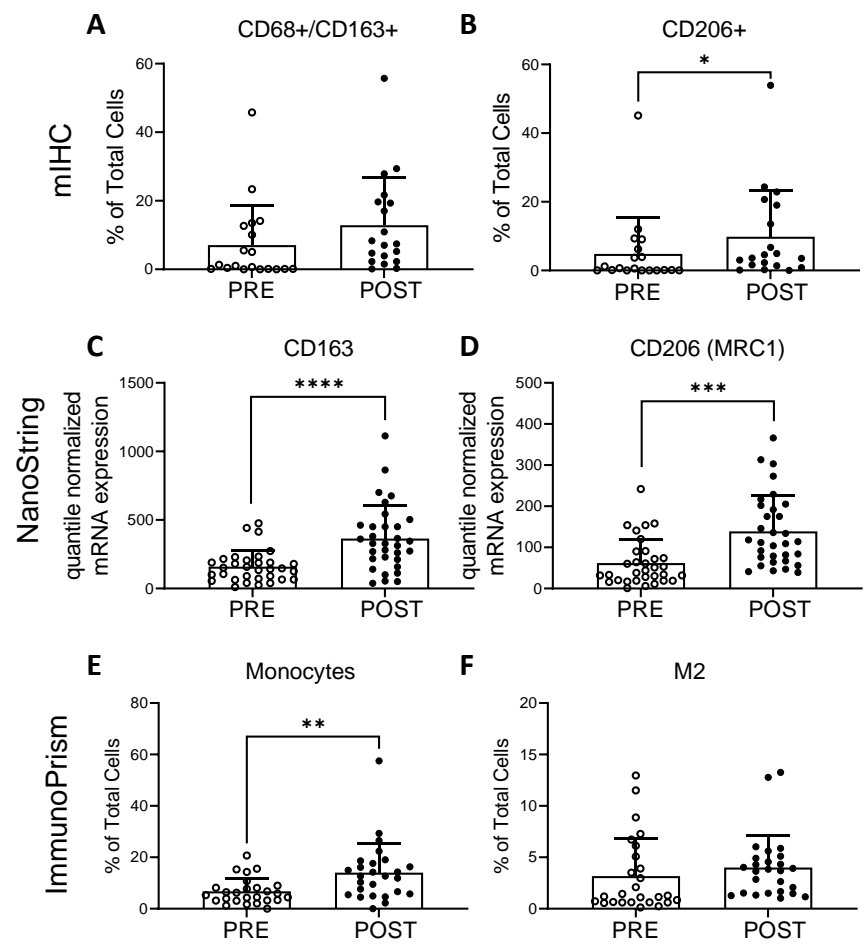 A CD68+/CD163+
B CD206+
mIHC
% of Total Cells
60
40
20
0
PRE POST
% of Total Cells
60
40
20
0
*
PRE POST
C CD163
D CD206 (MRC1)
NanoString
quantile normalized
mRNA expression
1500
1000
500
0
****
PRE POST
quantile normalized
mRNA expression
500
400
300
200
100
0
***
PRE POST
E Monocytes
F M2
ImmunoPrism
% of Total Cells
80
60
40
20
0
**
PRE POST
% of Total Cells
20
15
10
5
0
PRE POST